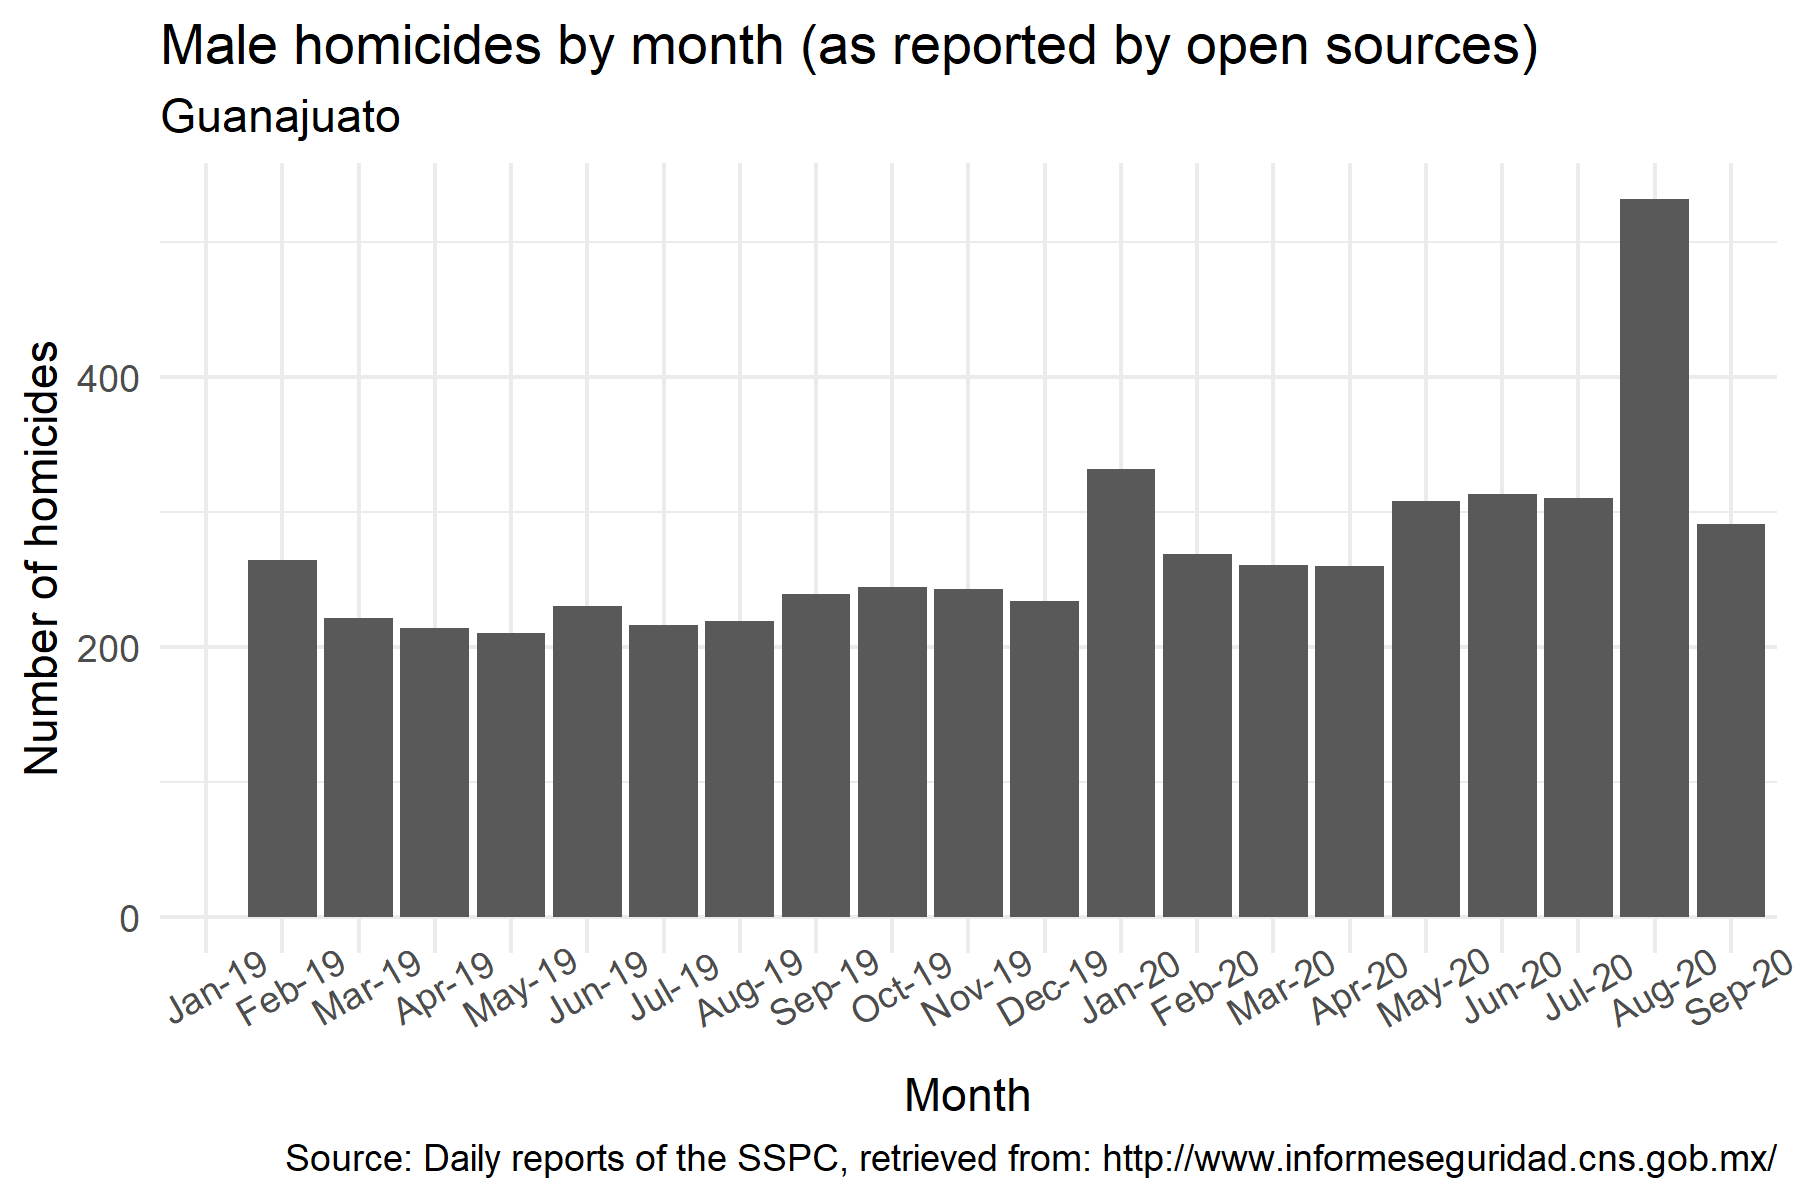 Male homicides by month (as reported by open sources)
Guanajuato
Number of homicides
400
200
0
Jan-19
Feb-19
Mar-19
Apr-19
May-19
Jun-19
Jul-19
Aug-19
Sep-19
Oct-19
Nov-19
Dec-19
Jan-20
Feb-20
Mar-20
Apr-20
May-20
Jun-20
Jul-20
Aug-20
Sep-20
Month
Source: Daily reports of the SSPC, retrieved from: http://www.informeseguridad.cns.gob.mx/